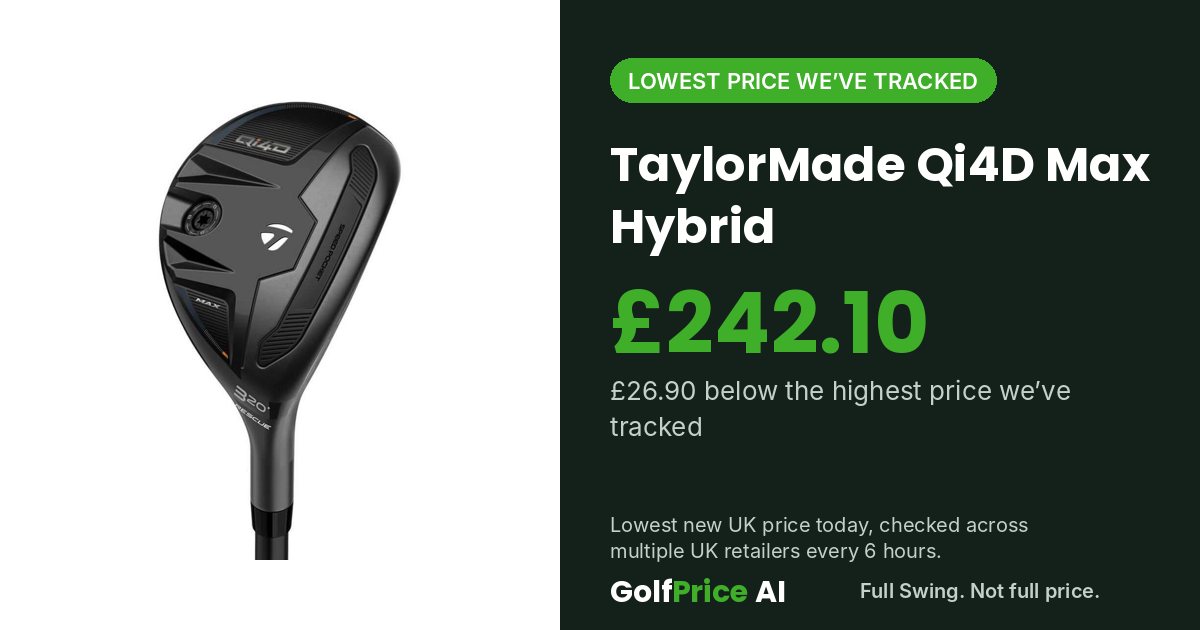 Qi4D
SPEED POCKET
MAX
3 20°
RESCUE
LOWEST PRICE WE’VE TRACKED
TaylorMade Qi4D Max
Hybrid
£242.10
£26.90 below the highest price we’ve
tracked
Lowest new UK price today, checked across
multiple UK retailers every 6 hours.
GolfPrice AI
Full Swing. Not full price.